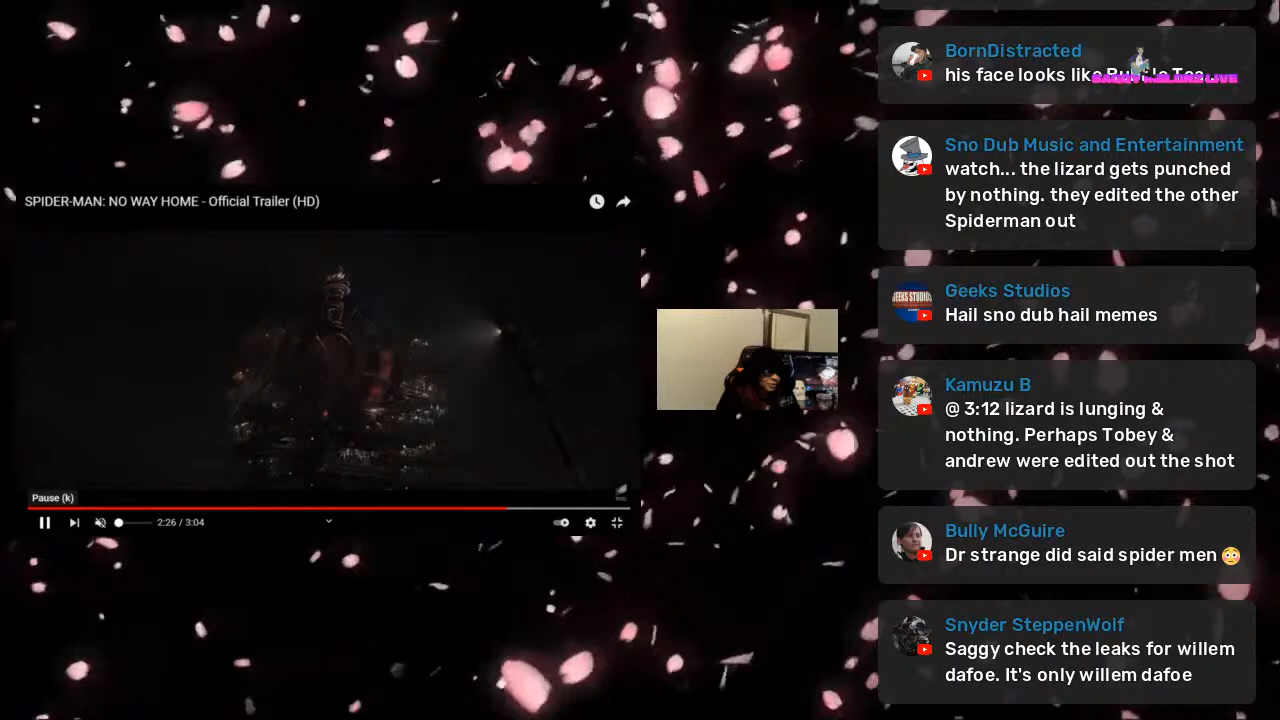 SPIDER-MAN: NO WAY HOME - Official Trailer (HD)
Pause (k)
2:26 / 3:04
BornDistracted
his face looks like
LIVE
Sno Dub Music and Entertainment
watch... the lizard gets punched
by nothing. they edited the other
Spiderman out
GEEKS STUDIOS
Geeks Studios
Hail sno dub hail memes
Kamuzu B
@ 3:12 lizard is lunging &
nothing. Perhaps Tobey &
andrew were edited out the shot
Bully McGuire
Dr strange did said spider men 😳
Snyder SteppenWolf
Saggy check the leaks for willem
dafoe. It's only willem dafoe